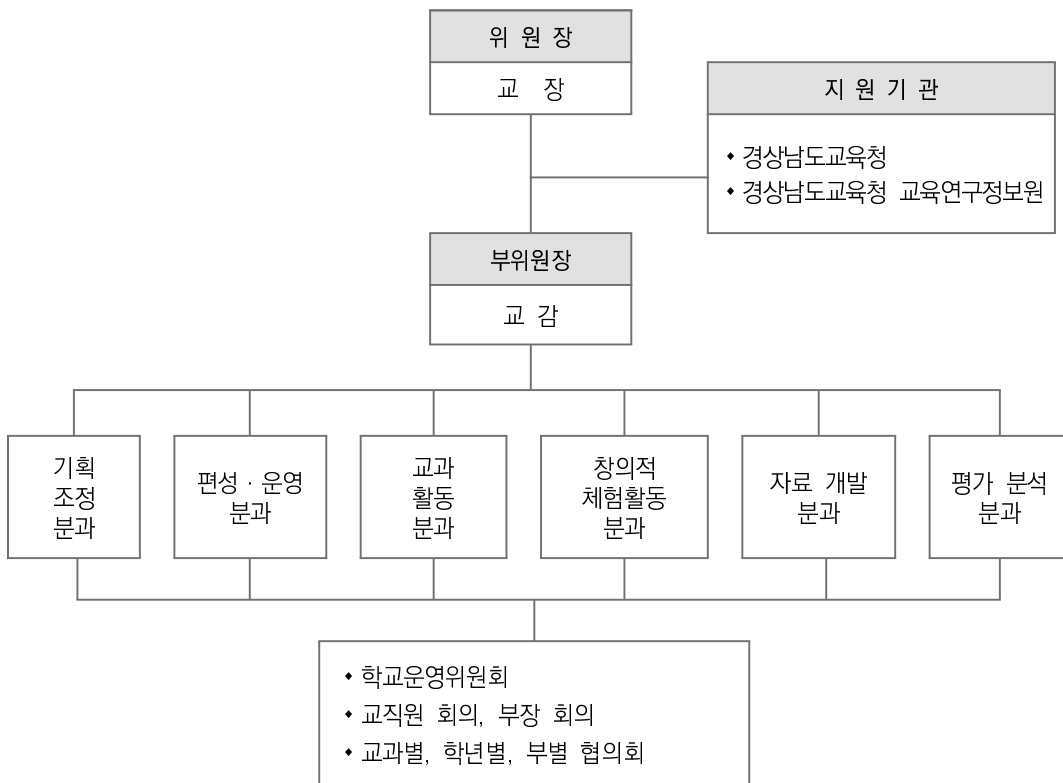 위 원 장
교 장
지 원 기 관
◆ 경상남도교육청
◆ 경상남도교육청 교육연구정보원
부위원장
교 감
기획
조정
분과
편성 · 운영
분과
교과
활동
분과
창의적
체험활동
분과
자료 개발
분과
평가 분석
분과
◆ 학교운영위원회
◆ 교직원 회의, 부장 회의
◆ 교과별, 학년별, 부별 협의회